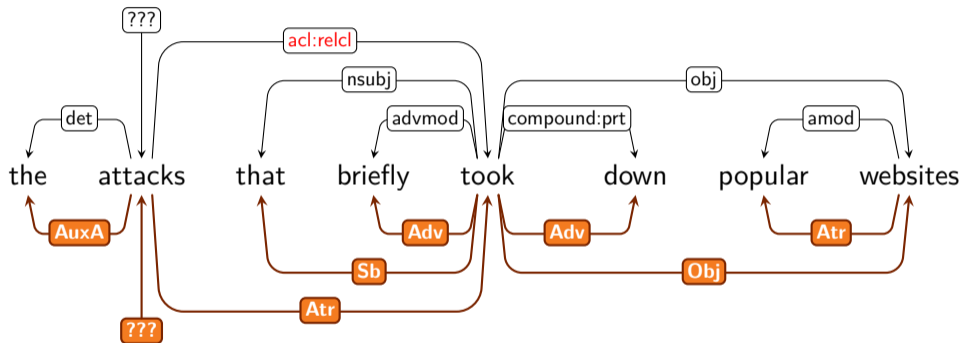 ???
acl:relcl
nsubj obj
det advmod compound:prt amod
the attacks that briefly took down popular websites
AuxA Adv Adv Atr
Sb Obj
Atr
???